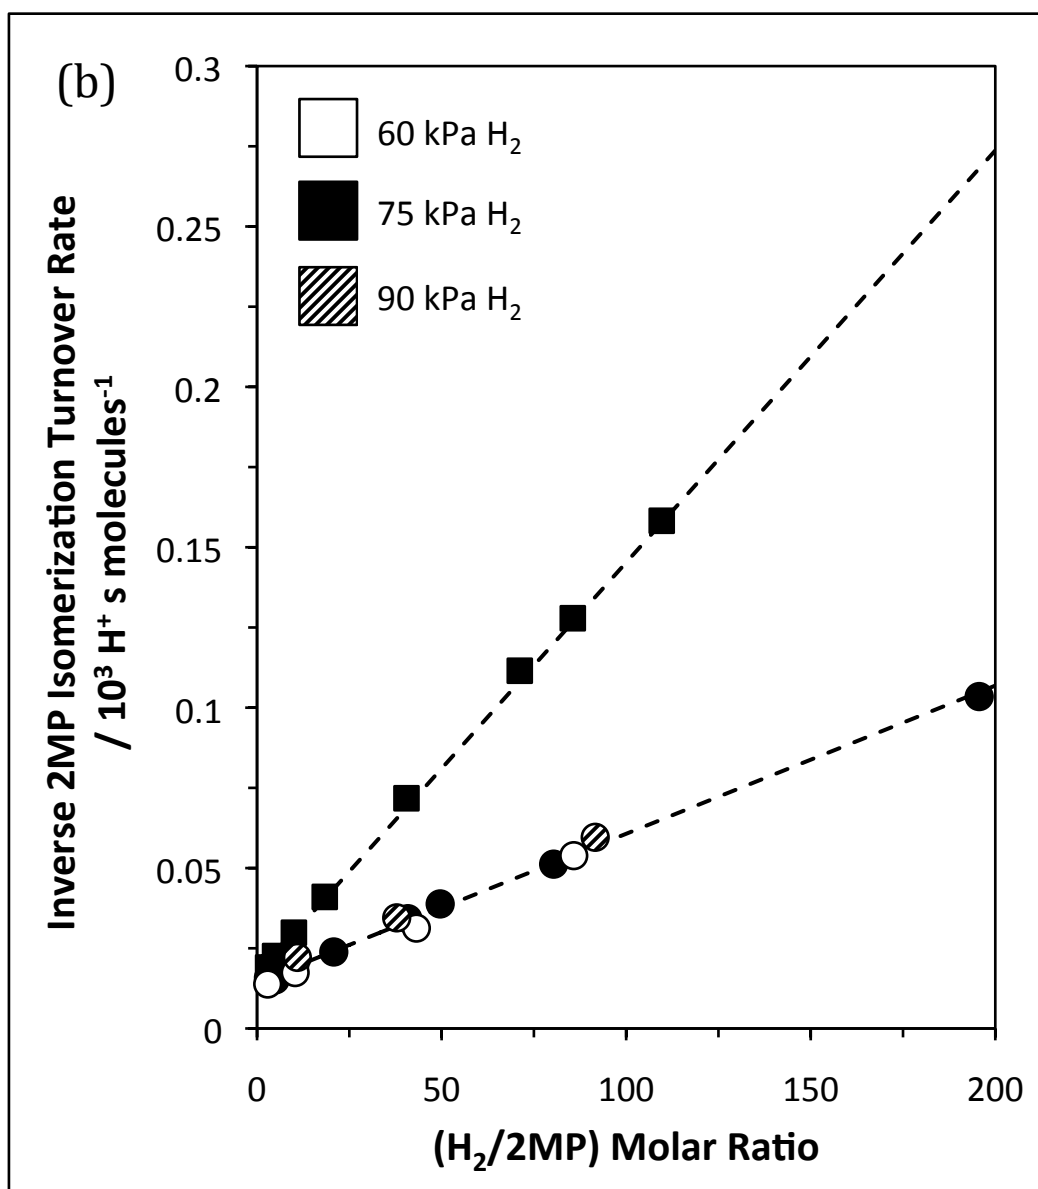 (b)
60 kPa H₂
75 kPa H₂
90 kPa H₂
0.3
0.25
0.2
0.15
0.1
0.05
0
Inverse 2MP Isomerization Turnover Rate
/ 10³ H⁺ s molecules⁻¹
0 50 100 150 200
(H₂/2MP) Molar Ratio